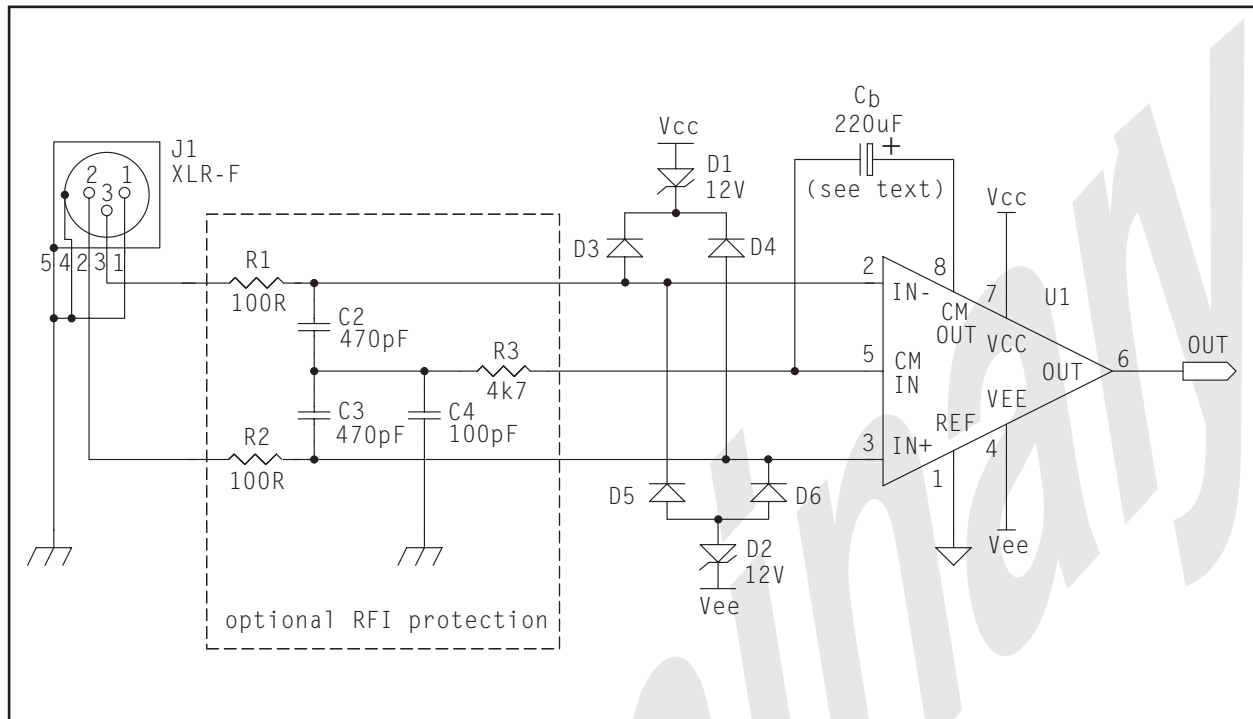 Cb
220uF
+
(see text)
Vcc
D1
12V
Vcc
J1
XLR-F
2 1
3
5 4 2 3 1
R1
100R
C2
470pF
R3
4k7
C3
470pF
C4
100pF
R2
100R
D3
D4
D5
D6
D2
12V
Vee
2
IN-
8
CM
OUT
7
VCC
U1
5
CM
IN
OUT
6
OUT
VEE
REF
3
IN+
1
4
Vee
optional RFI protection
inary